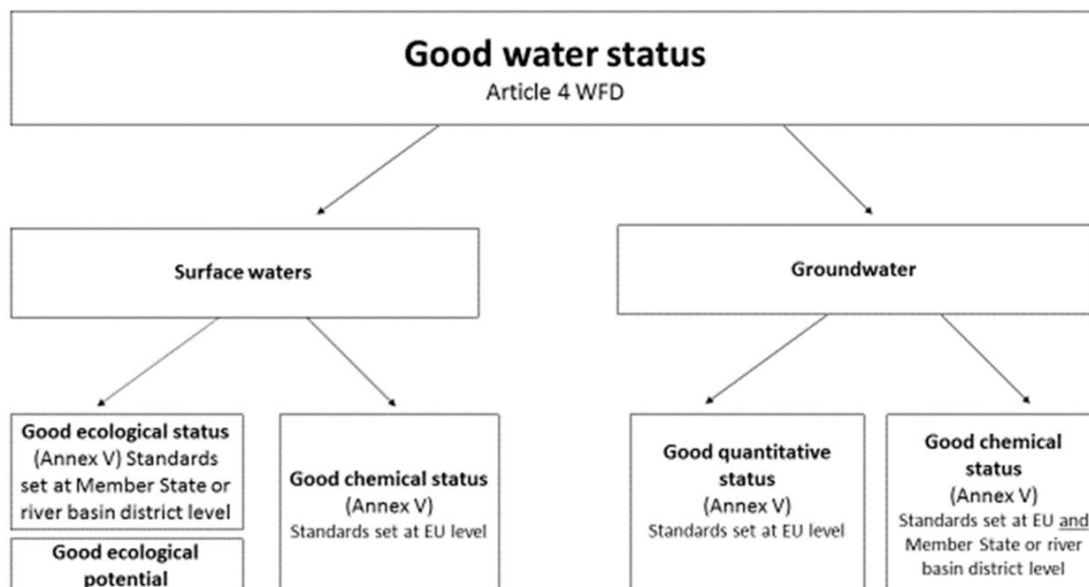 Good water status
Article 4 WFD
Surface waters
Groundwater
Good ecological status
(Annex V) Standards
set at Member State or
river basin district level
Good ecological
potential
Good chemical status
(Annex V)
Standards set at EU level
Good quantitative
status
(Annex V)
Standards set at EU level
Good chemical
status
(Annex V)
Standards set at EU and
Member State or river
basin district level